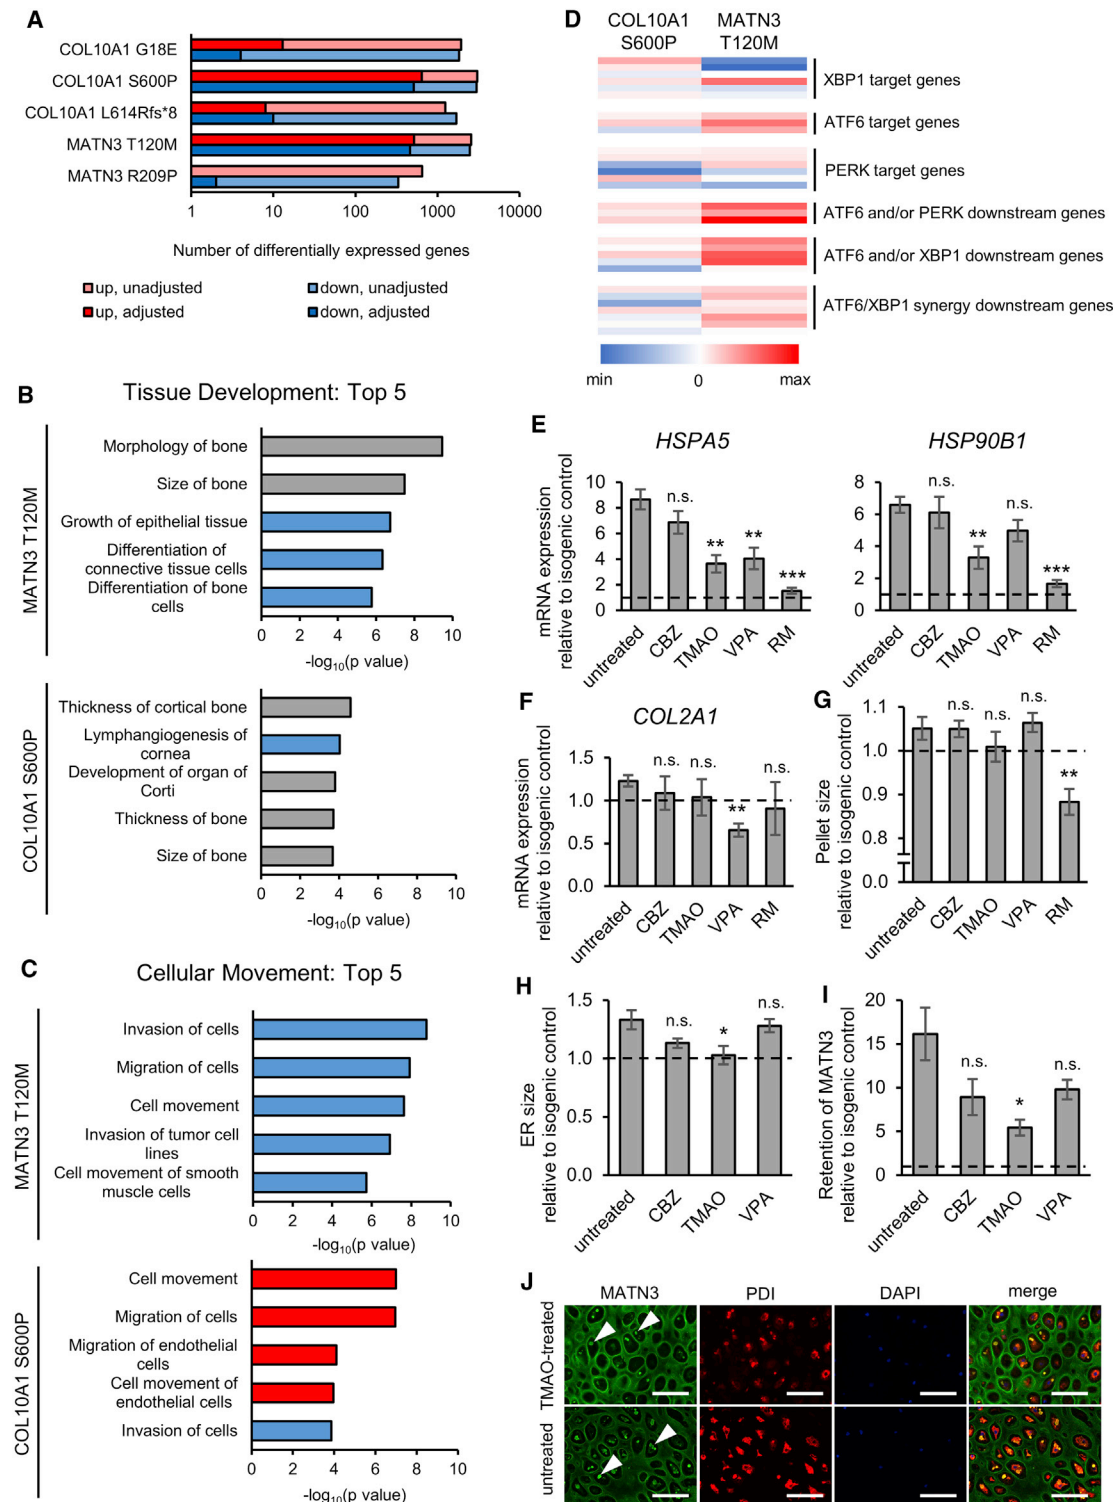 A
COL10A1 G18E
COL10A1 S600P
COL10A1 L614Rfs*8
MATN3 T120M
MATN3 R209P
1 10 100 1000 10000
Number of differentially expressed genes
up, unadjusted down, unadjusted
up, adjusted down, adjusted
D
COL10A1 MATN3
S600P T120M
XBP1 target genes
ATF6 target genes
PERK target genes
ATF6 and/or PERK downstream genes
ATF6 and/or XBP1 downstream genes
ATF6/XBP1 synergy downstream genes
min 0 max
B
Tissue Development: Top 5
MATN3 T120M
Morphology of bone
Size of bone
Growth of epithelial tissue
Differentiation of
connective tissue cells
Differentiation of bone
cells
0 2 4 6 8 10
-log10(p value)
COL10A1 S600P
Thickness of cortical bone
Lymphangiogenesis of
cornea
Development of organ of
Corti
Thickness of bone
Size of bone
0 2 4 6 8 10
-log10(p value)
C
Cellular Movement: Top 5
MATN3 T120M
Invasion of cells
Migration of cells
Cell movement
Invasion of tumor cell
lines
Cell movement of smooth
muscle cells
0 2 4 6 8 10
-log10(p value)
COL10A1 S600P
Cell movement
Migration of cells
Migration of endothelial
cells
Cell movement of
endothelial cells
Invasion of cells
0 2 4 6 8 10
-log10(p value)
E
HSPA5
mRNA expression
relative to isogenic control
10
8
6
4
2
0
n.s.
**
**
***
untreated CBZ TMAO VPA RM
HSP90B1
8
6
4
2
0
n.s.
**
n.s.
***
untreated CBZ TMAO VPA RM
F
COL2A1
mRNA expression
relative to isogenic control
1.5
1.0
0.5
0.0
n.s.
n.s.
**
n.s.
untreated CBZ TMAO VPA RM
G
Pellet size
relative to isogenic control
1.1
1.0
0.9
0.8
0.0
n.s.
n.s.
n.s.
**
untreated CBZ TMAO VPA RM
H
ER size
relative to isogenic control
1.5
1.0
0.5
0.0
n.s.
*
n.s.
untreated CBZ TMAO VPA
I
Retention of MATN3
relative to isogenic control
20
15
10
5
0
n.s.
*
n.s.
untreated CBZ TMAO VPA
J
MATN3 PDI DAPI merge
TMAO-treated
untreated